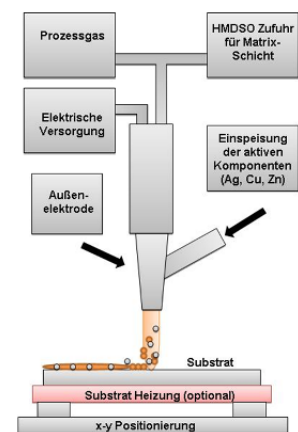 Prozessgas
HMDSO Zufuhr
für Matrix-
Schicht
Elektrische
Versorgung
Einspeisung
der aktiven
Komponenten
(Ag, Cu, Zn)
Außen-
elektrode
Substrat
Substrat Heizung (optional)
x-y Positionierung